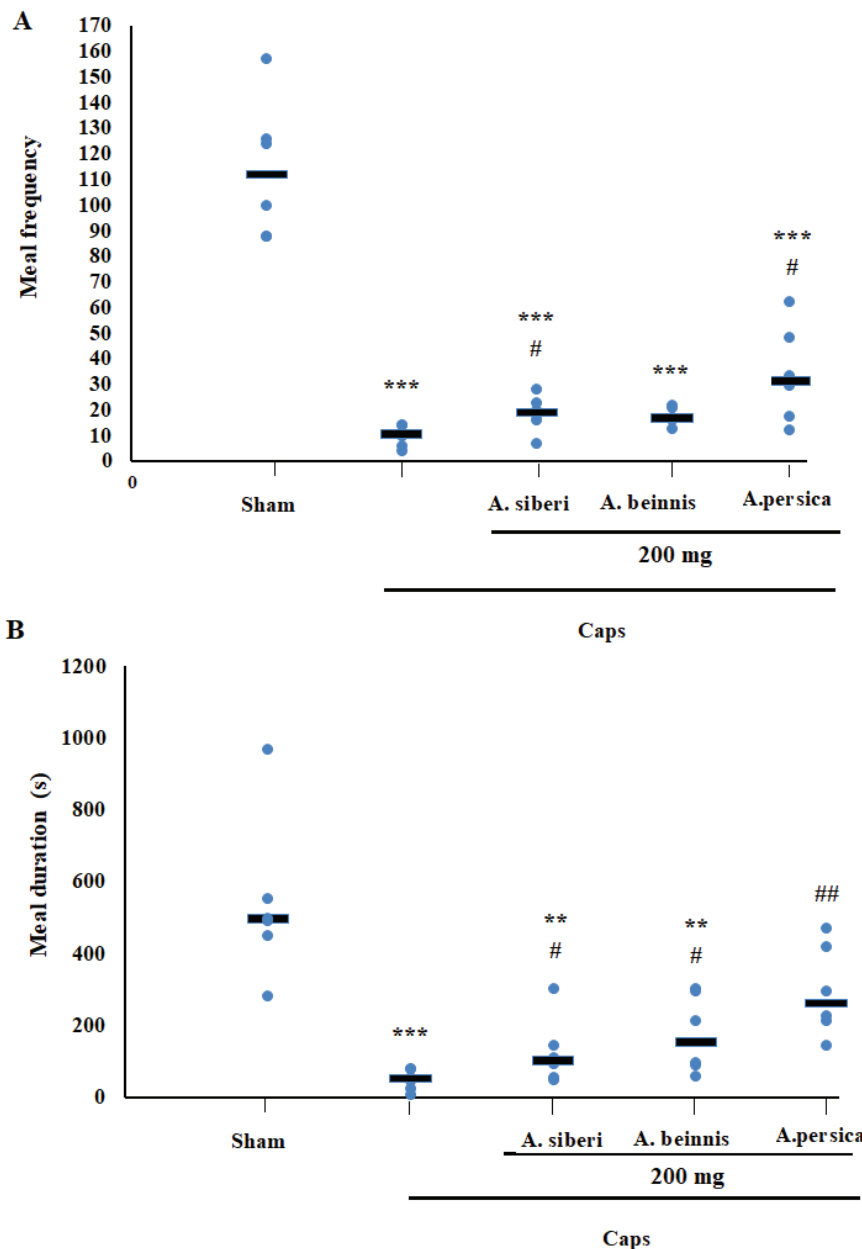 A
Meal frequency
170
160
150
140
130
120
110
100
90
80
70
60
50
40
30
20
10
0
0
***
***
#
***
***
#
Sham
A. siberi
A. beinnis
A.persica
200 mg
Caps
B
Meal duration (s)
1200
1000
800
600
400
200
0
***
**
#
**
#
##
Sham
A. siberi
A. beinnis
A.persica
200 mg
Caps